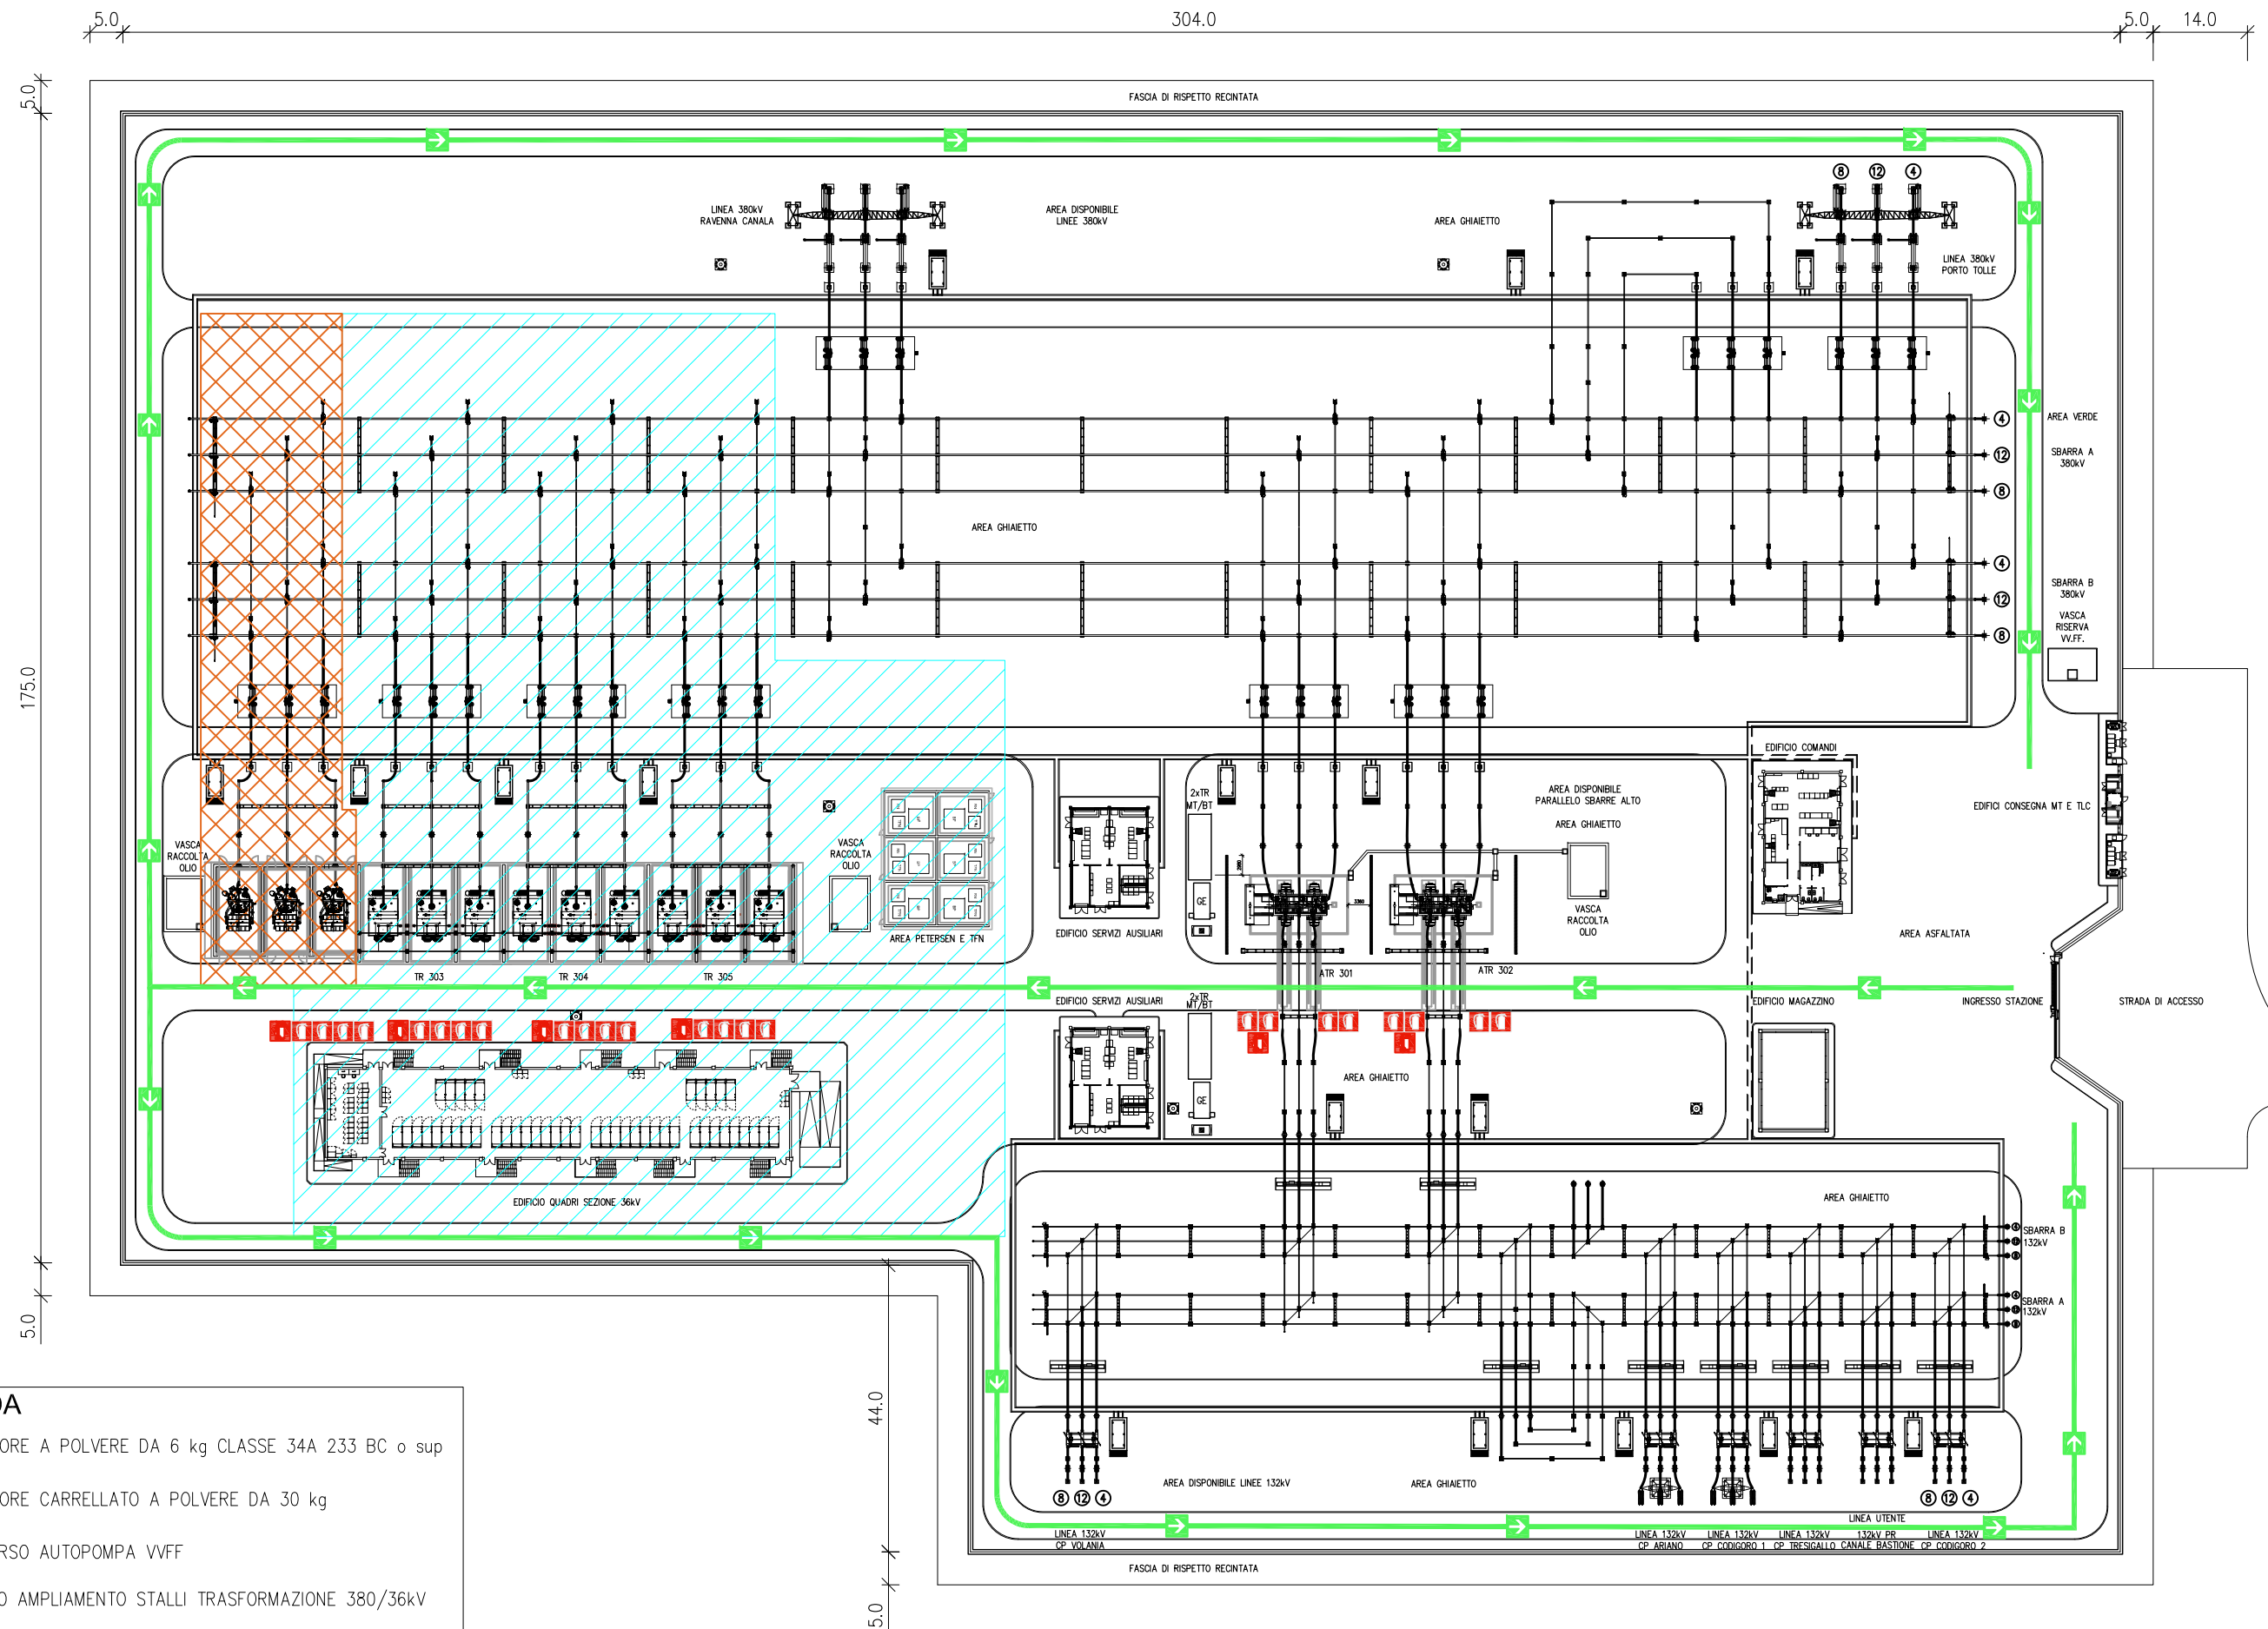 5.0
304.0
5.0
14.0
5.0
FASCIA DI RISPETTO RECINTATA
8
12
4
LINEA 380kV
RAVENNA CANALA
AREA DISPONIBILE
LINEE 380kV
AREA GHIAIETTO
LINEA 380kV
PORTO TOLLE
4
AREA VERDE
12
SBARRA A
380kV
8
AREA GHIAIETTO
4
SBARRA B
380kV
12
VASCA
RISERVA
VV.FF.
8
175.0
EDIFICIO COMANDI
2xTR
MT/BT
AREA DISPONIBILE
PARALLELO SBARRE ALTO
AREA GHIAIETTO
EDIFICI CONSEGNA MT E TLC
VASCA
RACCOLTA
OLIO
VASCA
RACCOLTA
OLIO
GE
3360
VASCA
RACCOLTA
OLIO
AREA PETERSEN E TFN
EDIFICIO SERVIZI AUSILIARI
AREA ASFALTATA
TR 303
TR 304
TR 305
ATR 301
ATR 302
EDIFICIO SERVIZI AUSILIARI
2xTR
MT/BT
EDIFICIO MAGAZZINO
INGRESSO STAZIONE
STRADA DI ACCESSO
AREA GHIAIETTO
GE
EDIFICIO QUADRI SEZIONE 36kV
AREA GHIAIETTO
4
SBARRA B
132kV
12
8
4
SBARRA A
132kV
12
8
5.0
44.0
DA
ORE A POLVERE DA 6 kg CLASSE 34A 233 BC o sup
ORE CARRELLATO A POLVERE DA 30 kg
RSO AUTOPOMPA VVFF
O AMPLIAMENTO STALLI TRASFORMAZIONE 380/36kV
AREA DISPONIBILE LINEE 132kV
AREA GHIAIETTO
8
12
4
8
12
4
LINEA 132kV
CP VOLANIA
LINEA 132kV
CP ARIANO
LINEA 132kV
CP CODIGORO 1
LINEA 132kV
CP TRESIGALLO
LINEA UTENTE
132kV PR
CANALE BASTIONE
LINEA 132kV
CP CODIGORO 2
FASCIA DI RISPETTO RECINTATA
5.0